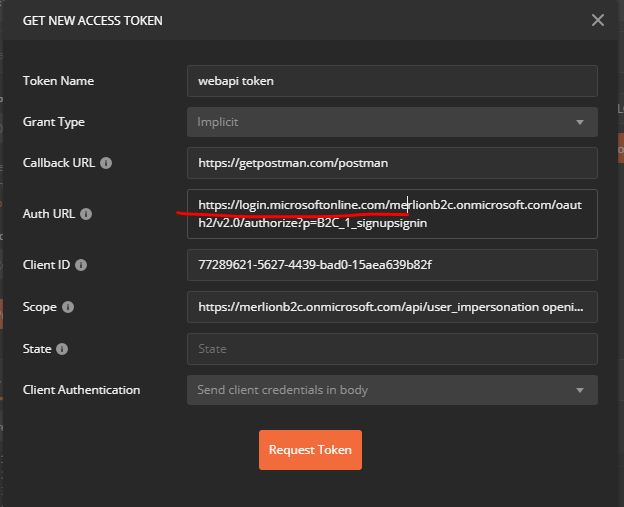 GET NEW ACCESS TOKEN
Token Name
webapi token
Grant Type
Implicit
Callback URL
https://getpostman.com/postman
Auth URL
https://login.microsoftonline.com/merlionb2c.onmicrosoft.com/oaut
h2/v2.0/authorize?p=B2C_1_signupsignin
Client ID
77289621-5627-4439-bad0-15aea639b82f
Scope
https://merlionb2c.onmicrosoft.com/api/user_impersonation openi...
State
State
Client Authentication
Send client credentials in body
Request Token